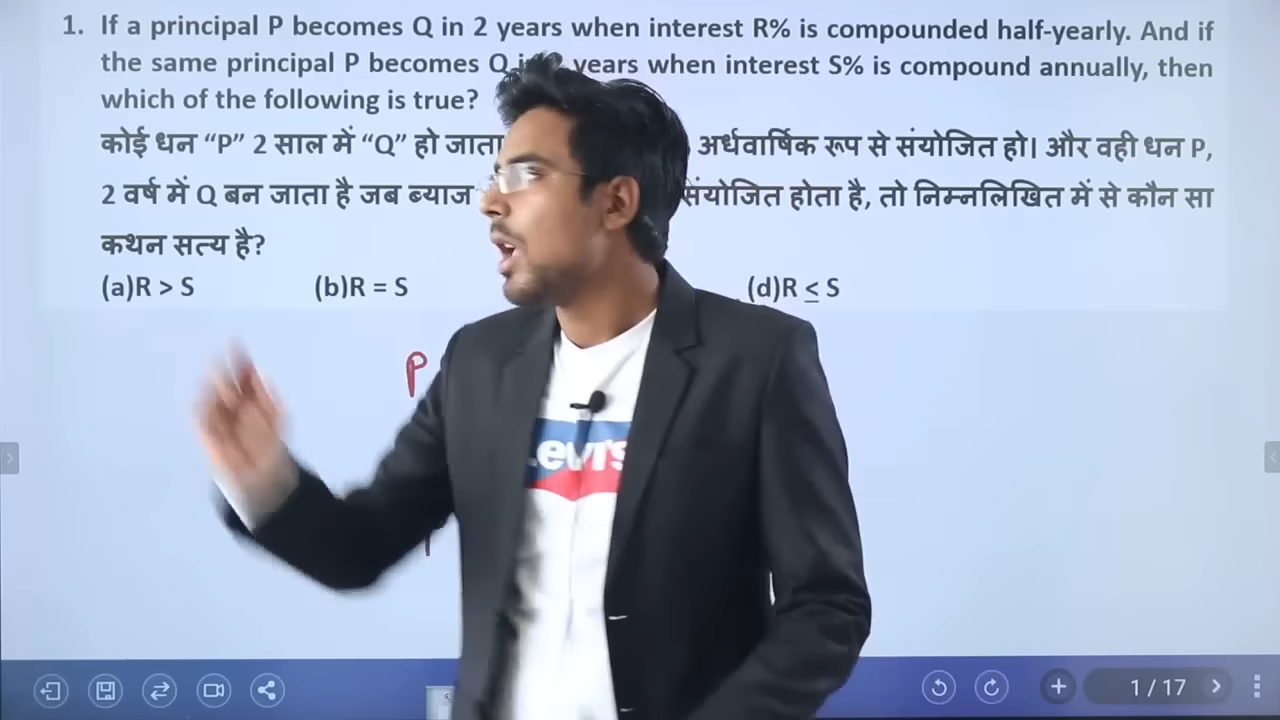 1. If a principal P becomes Q in 2 years when interest R% is compounded half-yearly. And if
the same principal P becomes Q years when interest S% is compound annually, then
which of the following is true?
कोई धन “P” 2 साल में “Q” हो जाता अर्धवार्षिक रूप से संयोजित हो। और वही धन P,
2 वर्ष में Q बन जाता है जब ब्याज संयोजित होता है, तो निम्नलिखित में से कौन सा
कथन सत्य है?
(a)R > S (b)R = S (d)R ≤ S
P
Levi's
1 / 17